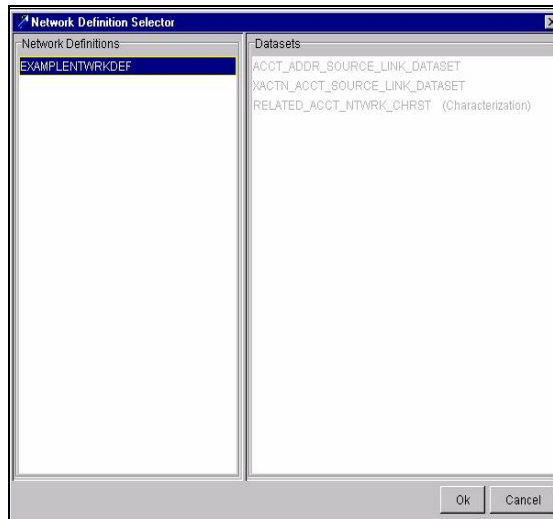 Network Definition Selector
Network Definitions
EXAMPLENTWRKDEF
Datasets
ACCT_ADDR_SOURCE_LINK_DATASET
XACTN_ACCT_SOURCE_LINK_DATASET
RELATED_ACCT_NTWRK_CHRST (Characterization)
Ok Cancel